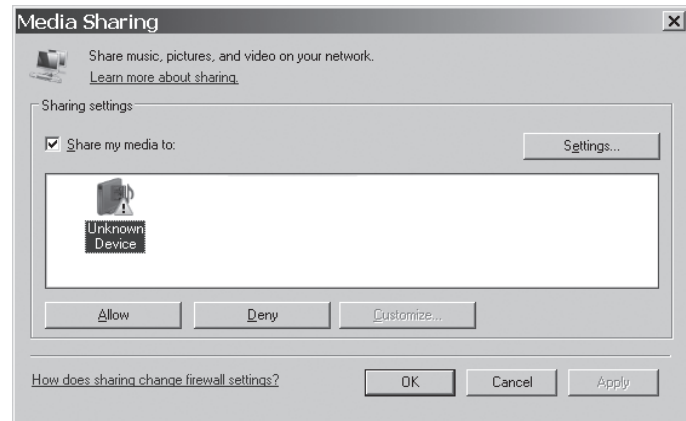 Media Sharing
Share music, pictures, and video on your network.
Learn more about sharing.
Sharing settings
Share my media to:
Settings...
Unknown
Device
Allow
Deny
Customize...
How does sharing change firewall settings?
OK
Cancel
Apply